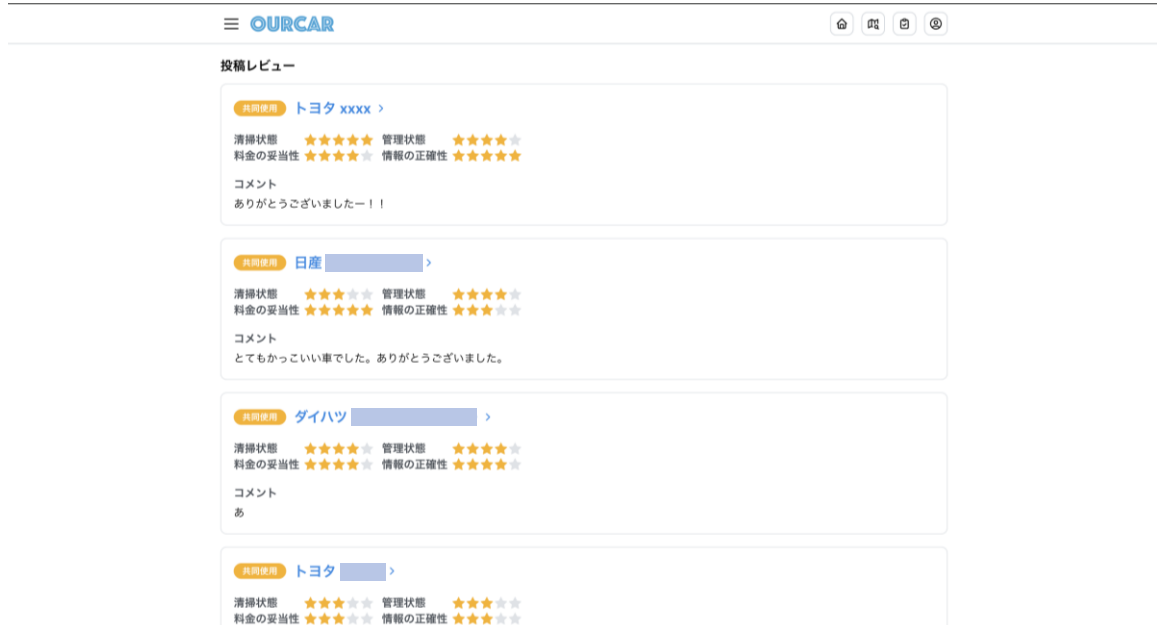 OURCAR
投稿レビュー
共同使用 トヨタ xxxx
清掃状態 管理状態
料金の妥当性 情報の正確性
コメント
ありがとうございましたー！！
共同使用 日産
清掃状態 管理状態
料金の妥当性 情報の正確性
コメント
とてもかっこいい車でした。ありがとうございました。
共同使用 ダイハツ
清掃状態 管理状態
料金の妥当性 情報の正確性
コメント
あ
共同使用 トヨタ
清掃状態 管理状態
料金の妥当性 情報の正確性